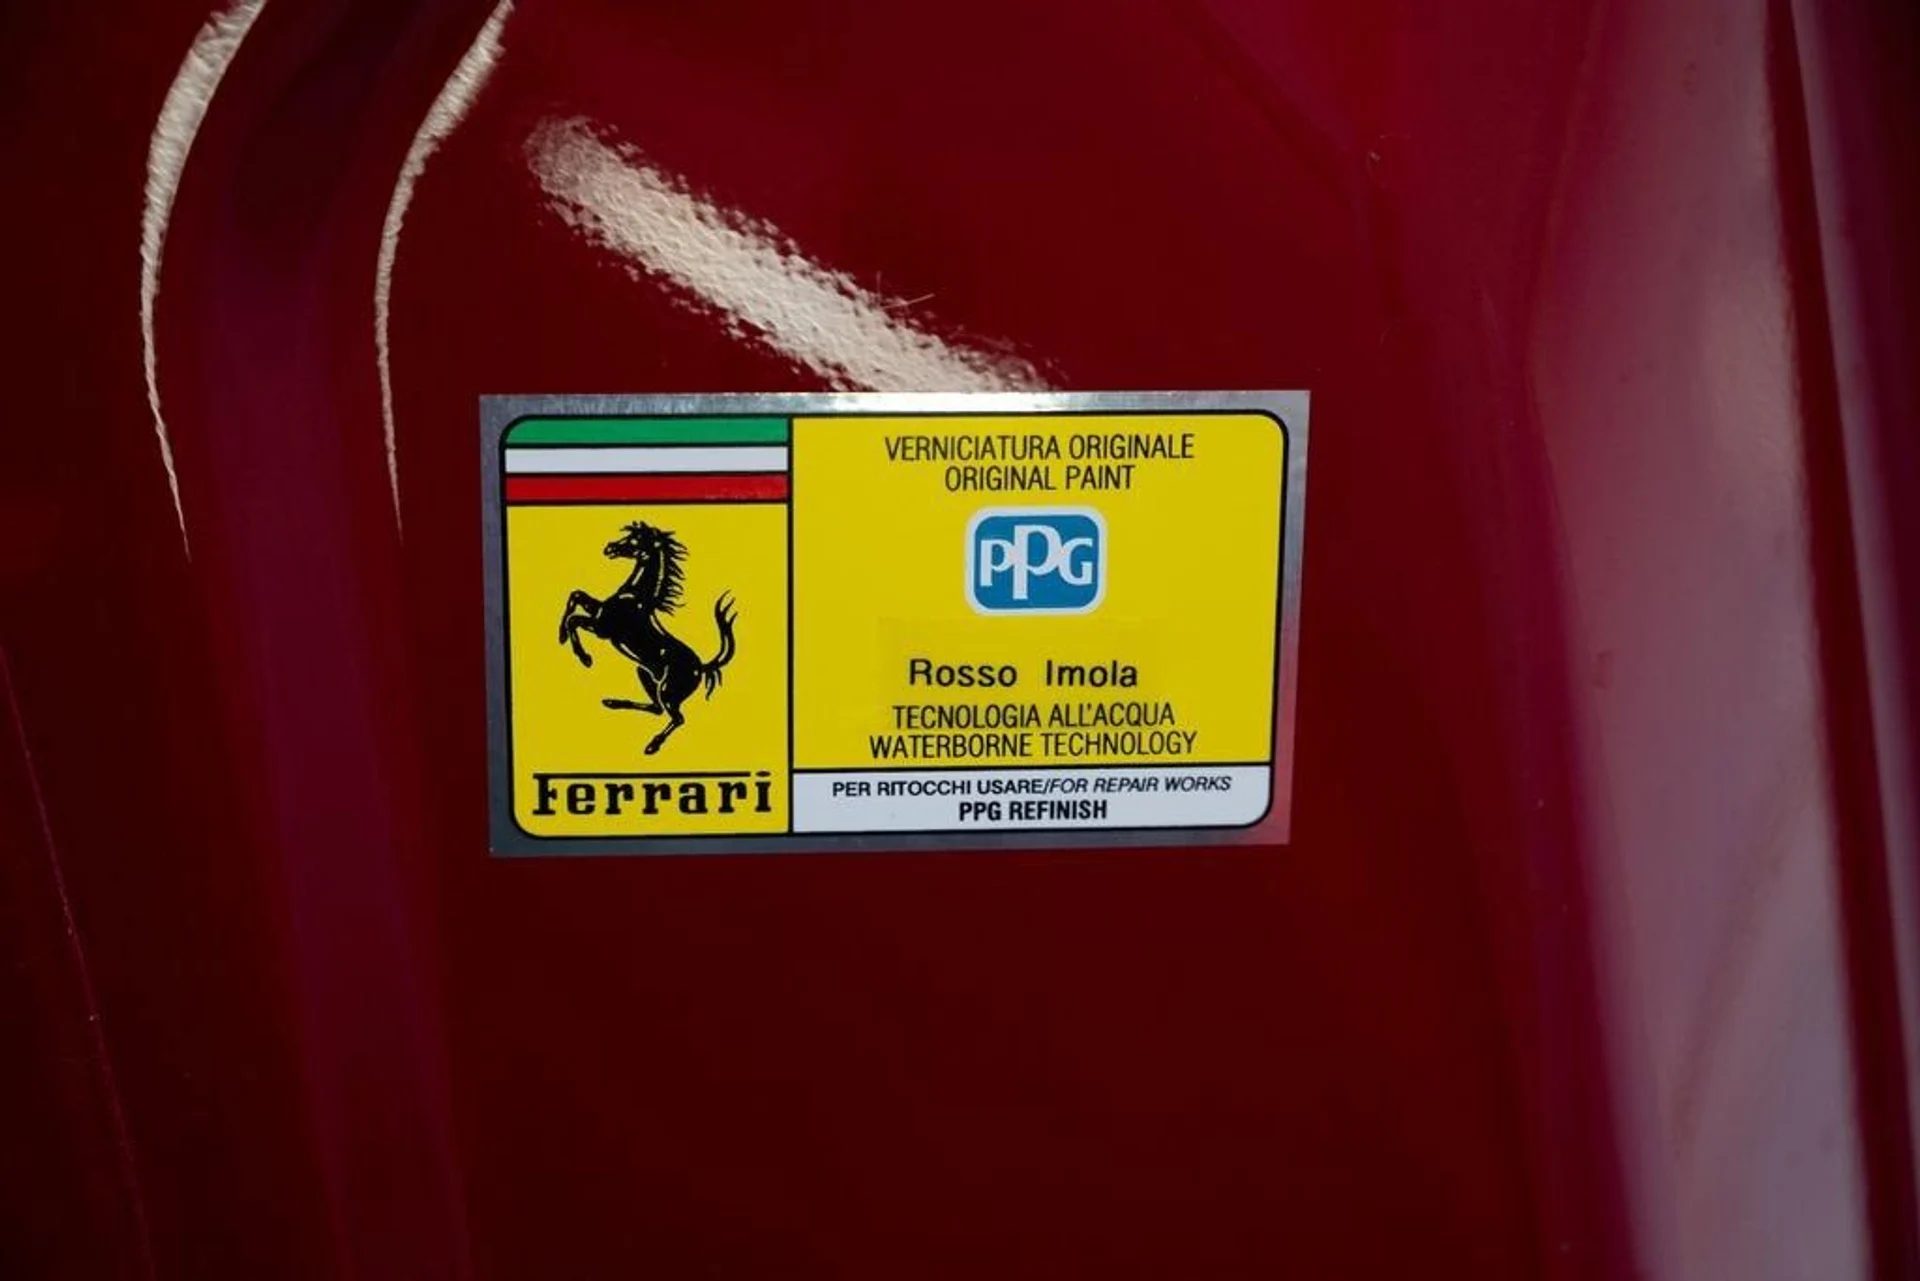 VERNICIATURA ORIGINALE
ORIGINAL PAINT
PPG
Rosso Imola
TECNOLOGIA ALL'ACQUA
WATERBORNE TECHNOLOGY
PER RITOCCHI USARE/FOR REPAIR WORKS
PPG REFINISH
Ferrari